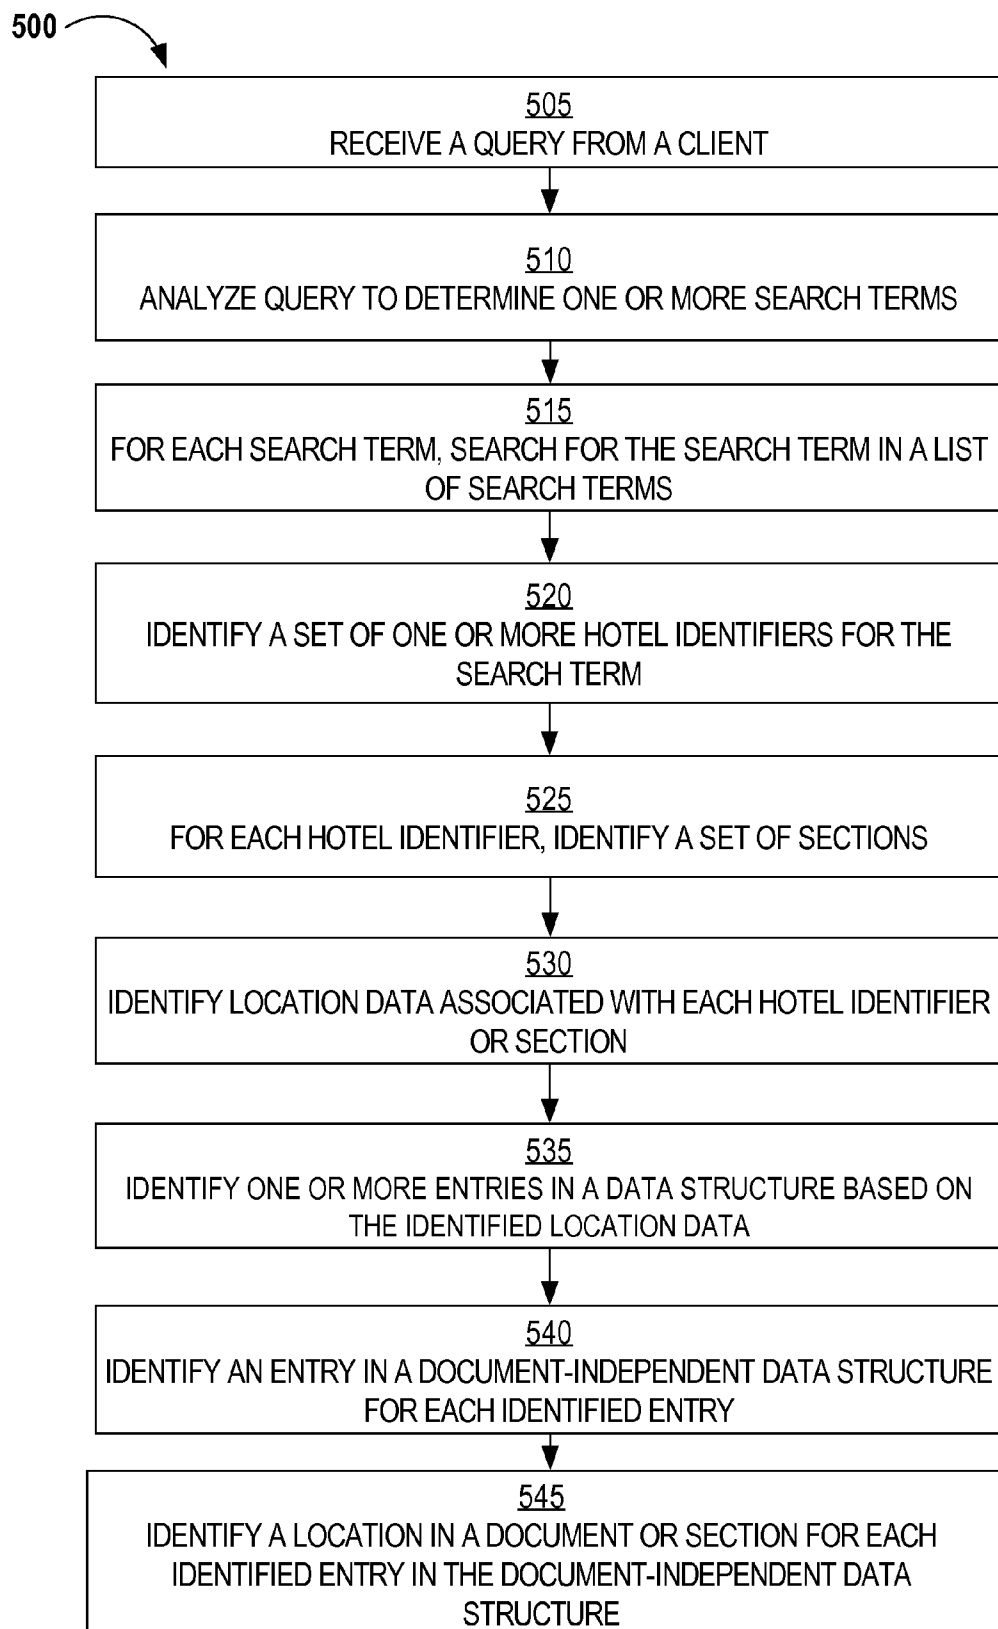 500
505
RECEIVE A QUERY FROM A CLIENT
510
ANALYZE QUERY TO DETERMINE ONE OR MORE SEARCH TERMS
515
FOR EACH SEARCH TERM, SEARCH FOR THE SEARCH TERM IN A LIST
OF SEARCH TERMS
520
IDENTIFY A SET OF ONE OR MORE HOTEL IDENTIFIERS FOR THE
SEARCH TERM
525
FOR EACH HOTEL IDENTIFIER, IDENTIFY A SET OF SECTIONS
530
IDENTIFY LOCATION DATA ASSOCIATED WITH EACH HOTEL IDENTIFIER
OR SECTION
535
IDENTIFY ONE OR MORE ENTRIES IN A DATA STRUCTURE BASED ON
THE IDENTIFIED LOCATION DATA
540
IDENTIFY AN ENTRY IN A DOCUMENT-INDEPENDENT DATA STRUCTURE
FOR EACH IDENTIFIED ENTRY
545
IDENTIFY A LOCATION IN A DOCUMENT OR SECTION FOR EACH
IDENTIFIED ENTRY IN THE DOCUMENT-INDEPENDENT DATA
STRUCTURE